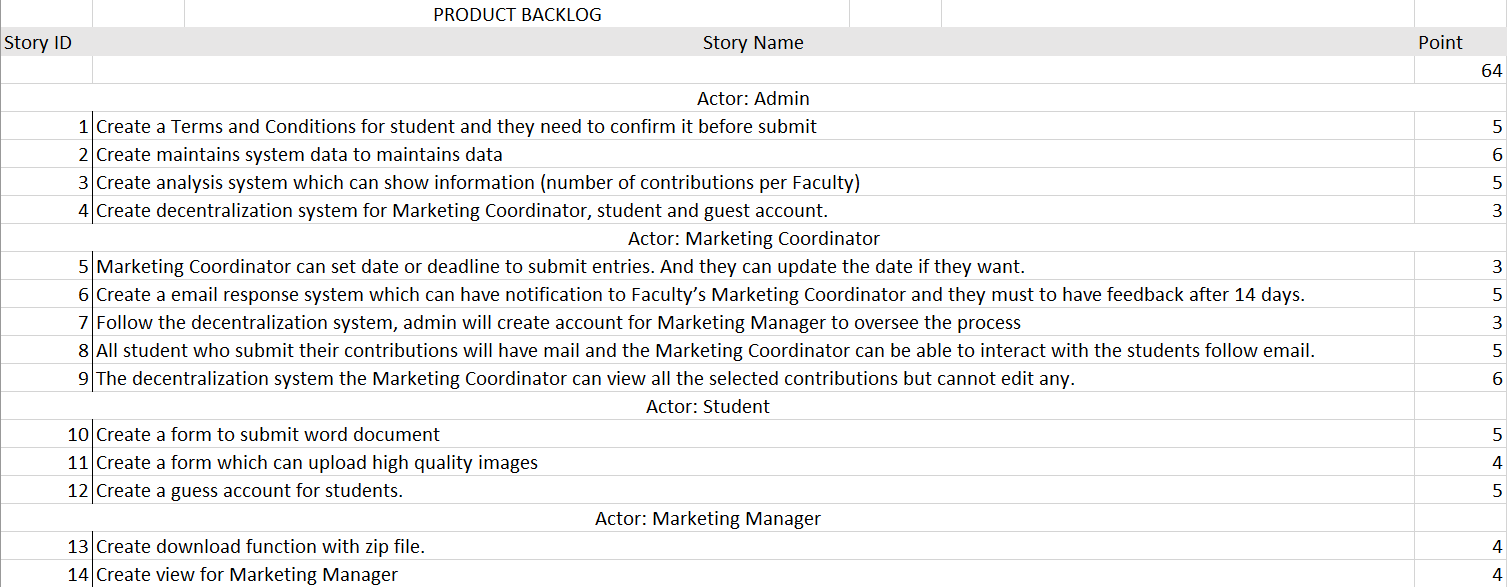 PRODUCT BACKLOG
Story ID Story Name Point
64
Actor: Admin
1 Create a Terms and Conditions for student and they need to confirm it before submit 5
2 Create maintains system data to maintains data 6
3 Create analysis system which can show information (number of contributions per Faculty) 5
4 Create decentralization system for Marketing Coordinator, student and guest account. 3
Actor: Marketing Coordinator
5 Marketing Coordinator can set date or deadline to submit entries. And they can update the date if they want. 3
6 Create a email response system which can have notification to Faculty’s Marketing Coordinator and they must to have feedback after 14 days. 5
7 Follow the decentralization system, admin will create account for Marketing Manager to oversee the process 3
8 All student who submit their contributions will have mail and the Marketing Coordinator can be able to interact with the students follow email. 5
9 The decentralization system the Marketing Coordinator can view all the selected contributions but cannot edit any. 6
Actor: Student
10 Create a form to submit word document 5
11 Create a form which can upload high quality images 4
12 Create a guess account for students. 5
Actor: Marketing Manager
13 Create download function with zip file. 4
14 Create view for Marketing Manager 4